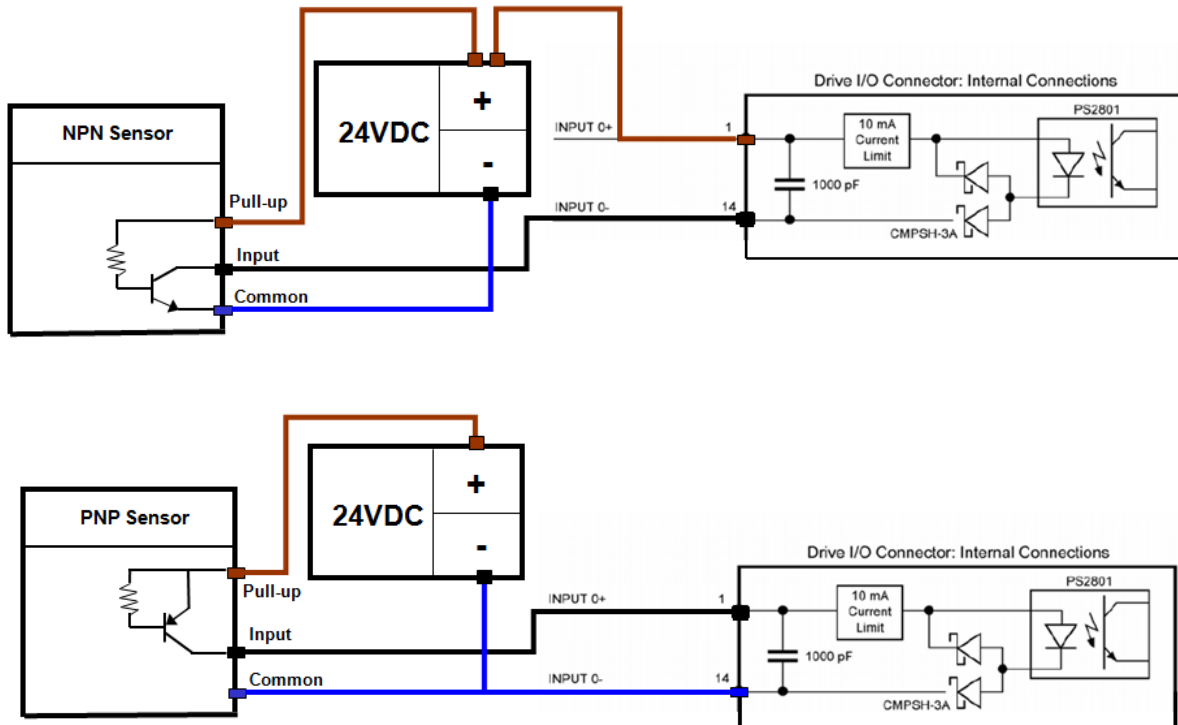 NPN Sensor
Pull-up
Input
Common
24VDC
+
-
INPUT 0+
1
INPUT 0-
14
Drive I/O Connector: Internal Connections
10 mA
Current
Limit
1000 pF
CMPSH-3A
PS2801
PNP Sensor
Pull-up
Input
Common
24VDC
+
-
INPUT 0+
1
INPUT 0-
14
Drive I/O Connector: Internal Connections
10 mA
Current
Limit
1000 pF
CMPSH-3A
PS2801